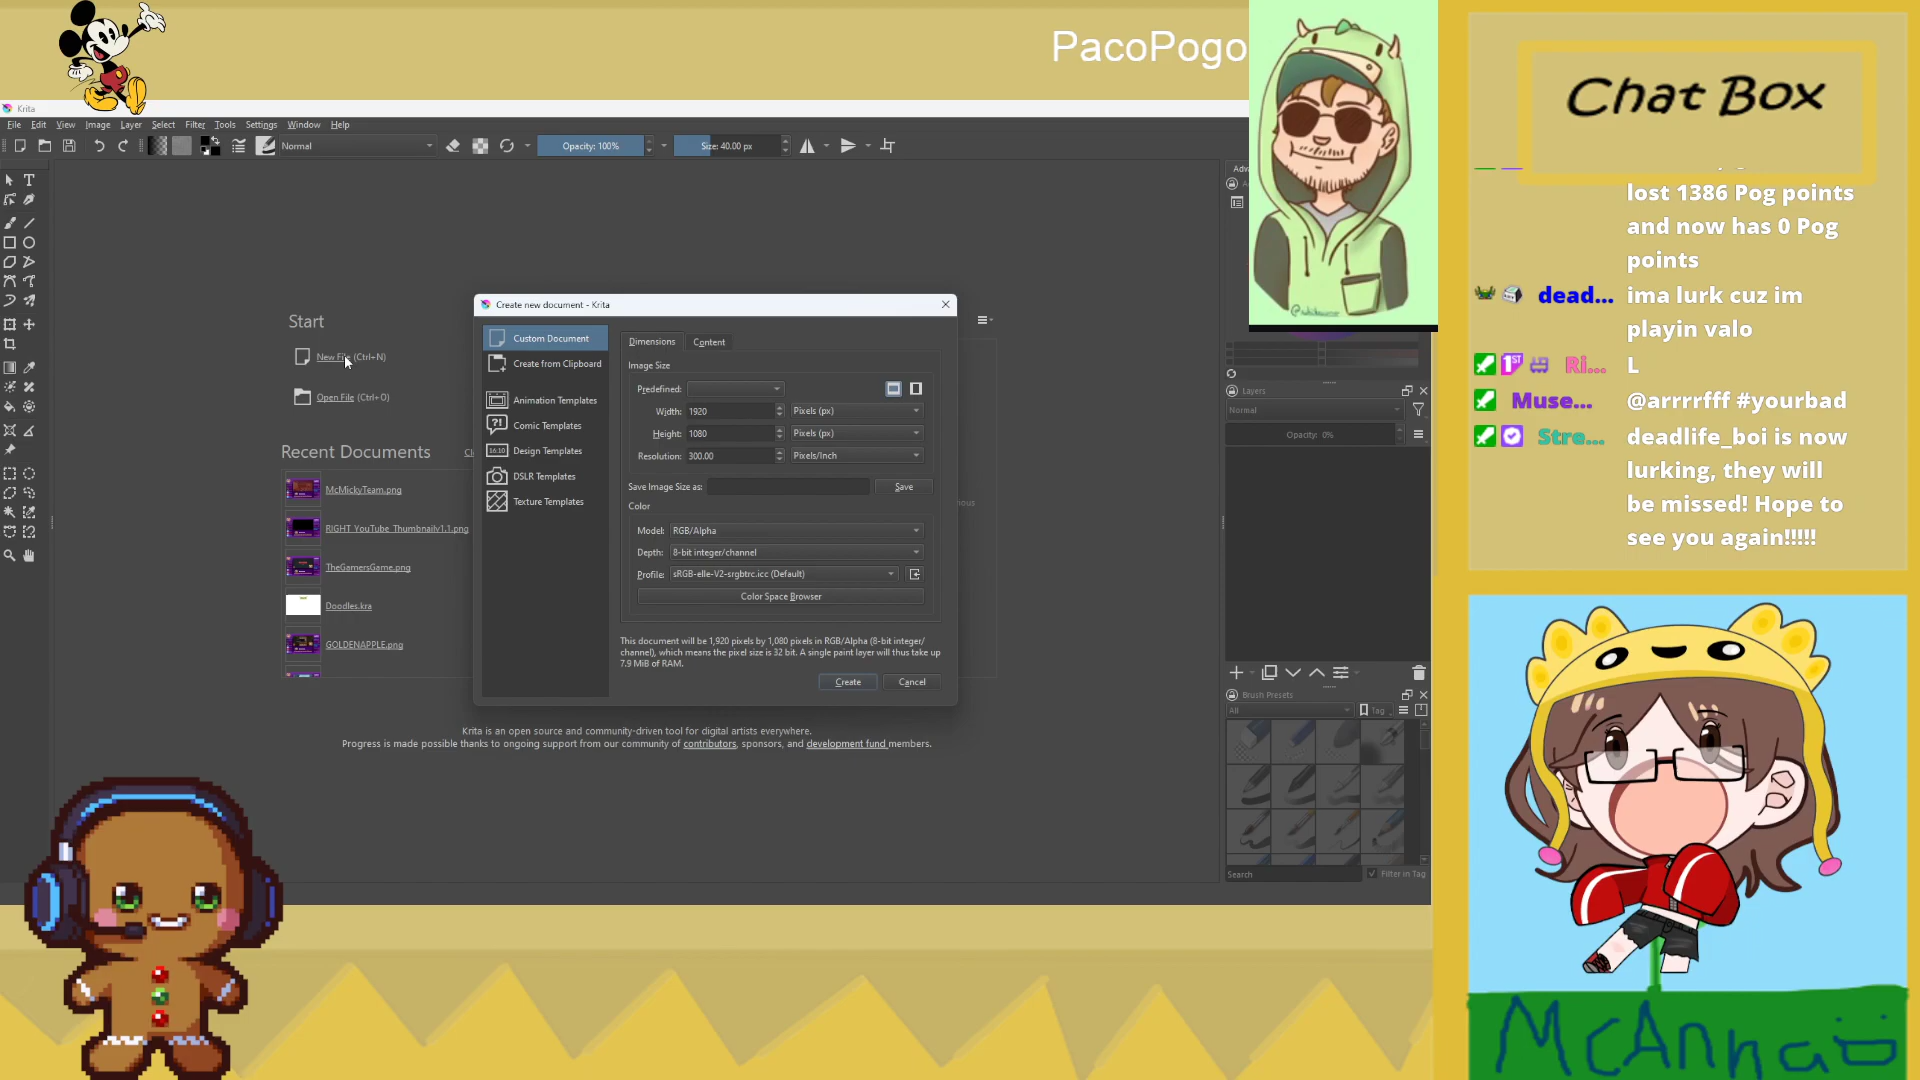 PacoPogo
Krita
File Edit View Image Layer Select Filter Tools Settings Window Help
Normal
Opacity: 100%
Size: 40.00 px
Start
New File (Ctrl+N)
Open File (Ctrl+O)
Recent Documents
McMickyTeam.png
RIGHT_YouTube_Thumbnailv1.1.png
TheGamersGame.png
Doodles.kra
GOLDENAPPLE.png
Create new document - Krita
Custom Document
Create from Clipboard
Animation Templates
Comic Templates
Design Templates
DSLR Templates
Texture Templates
Dimensions Content
Image Size
Predefined:
Width: 1920 Pixels (px)
Height: 1080 Pixels (px)
Resolution: 300.00 Pixels/Inch
Save Image Size as: Save
Color
Model: RGB/Alpha
Depth: 8-bit integer/channel
Profile: sRGB-elle-V2-srgbtrc.icc (Default)
Color Space Browser
This document will be 1,920 pixels by 1,080 pixels in RGB/Alpha (8-bit integer/
channel), which means the pixel size is 32 bit. A single paint layer will thus take up
7.9 MiB of RAM.
Create Cancel
Krita is an open source and community-driven tool for digital artists everywhere.
Progress is made possible thanks to ongoing support from our community of contributors, sponsors, and development fund members.
Layers
Normal
Opacity: 0%
Brush Presets
All
Tag
Search
Filter in Tag
Chat Box
lost 1386 Pog points
and now has 0 Pog
points
dead... ima lurk cuz im
playin valo
Ri... L
Muse... @arrrrfff #yourbad
Stre... deadlife_boi is now
lurking, they will
be missed! Hope to
see you again!!!!!
McAnna